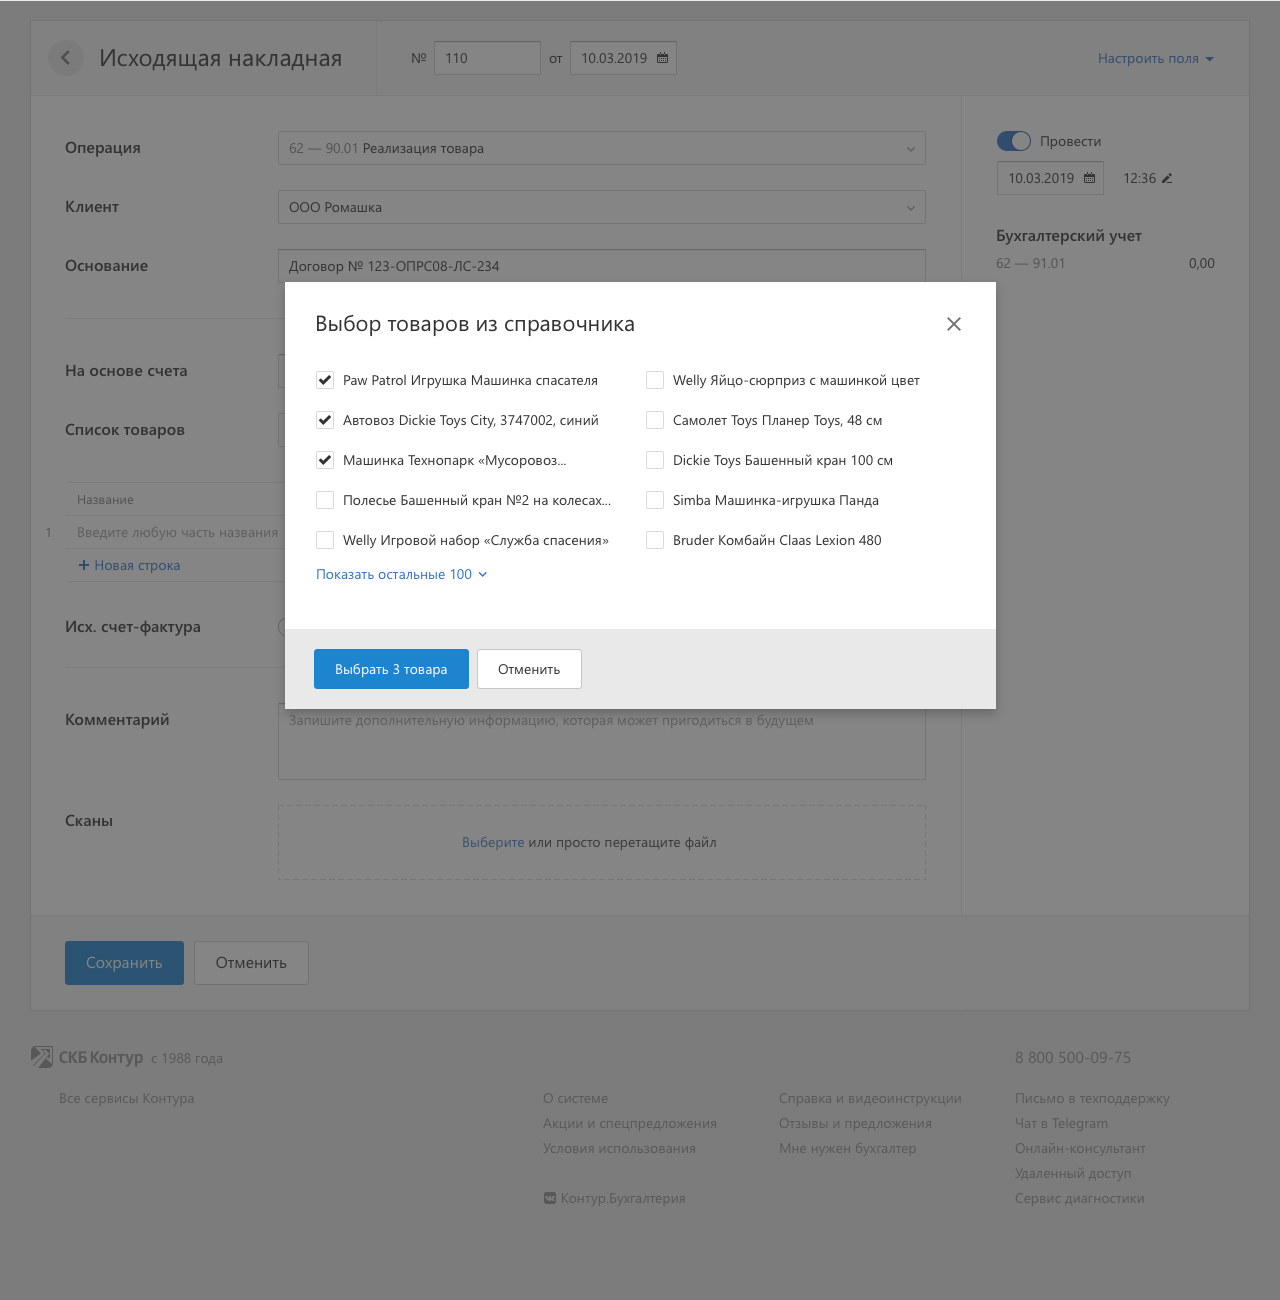 Исходящая накладная
№ 110 от 10.03.2019
Настроить поля
Операция
62 — 90.01 Реализация товара
Клиент
ООО Ромашка
Основание
Договор № 123-ОПРС08-ЛС-234
Провести
10.03.2019 12:36
Бухгалтерский учет
62 — 91.01 0,00
На основе счета
Список товаров
Название
1 Введите любую часть названия
Новая строка
Исх. счет-фактура
Выбор товаров из справочника
Paw Patrol Игрушка Машинка спасателя
Автовоз Dickie Toys City, 3747002, синий
Машинка Технопарк «Мусоровоз...
Полесье Башенный кран №2 на колесах...
Welly Игровой набор «Служба спасения»
Welly Яйцо-сюрприз с машинкой цвет
Самолет Toys Планер Toys, 48 см
Dickie Toys Башенный кран 100 см
Simba Машинка-игрушка Панда
Bruder Комбайн Claas Lexion 480
Показать остальные 100
Выбрать 3 товара
Отменить
Комментарий
Запишите дополнительную информацию, которая может пригодиться в будущем
Сканы
Выберите или просто перетащите файл
Сохранить
Отменить
СКБ Контур с 1988 года
Все сервисы Контура
О системе
Акции и спецпредложения
Условия использования
Контур.Бухгалтерия
Справка и видеоинструкции
Отзывы и предложения
Мне нужен бухгалтер
8 800 500-09-75
Письмо в техподдержку
Чат в Telegram
Онлайн-консультант
Удаленный доступ
Сервис диагностики